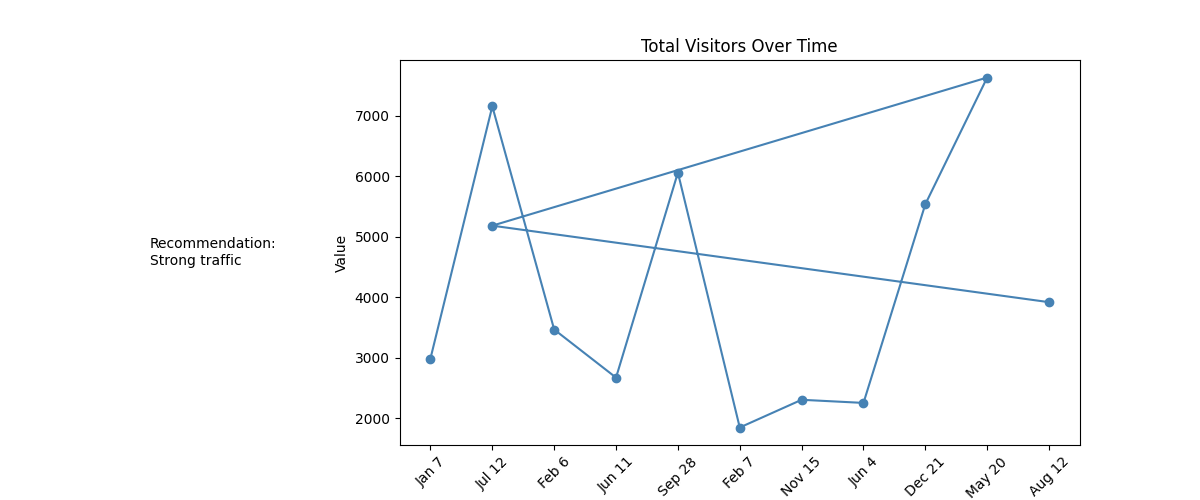 Total Visitors Over Time
Recommendation:
Strong traffic
Value
7000
6000
5000
4000
3000
2000
Jan 7
Jul 12
Feb 6
Jun 11
Sep 28
Feb 7
Nov 15
Jun 4
Dec 21
May 20
Aug 12